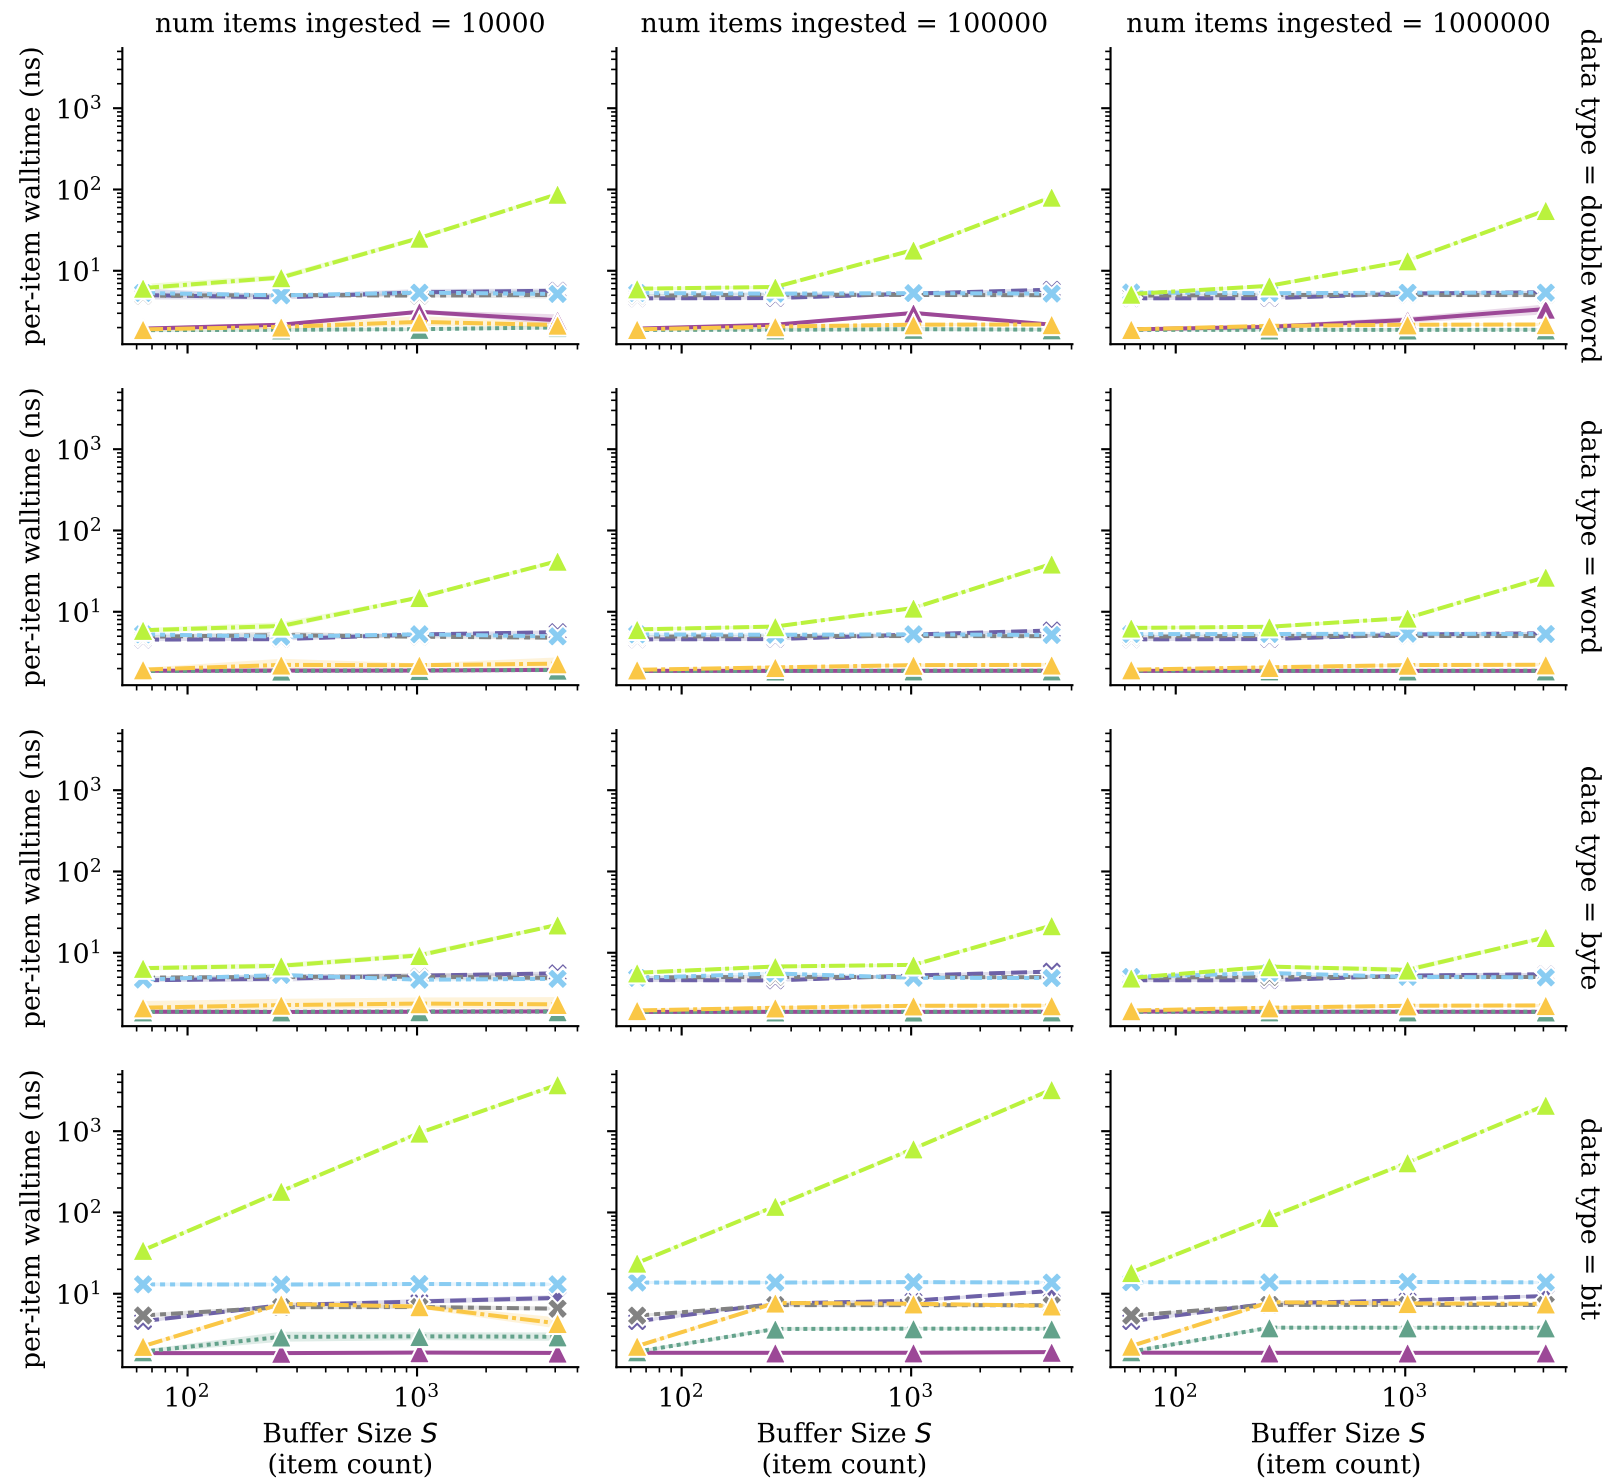 num items ingested = 10000
num items ingested = 100000
num items ingested = 1000000
per-item walltime (ns)
10³
10²
10¹
data type = double word
per-item walltime (ns)
10³
10²
10¹
data type = word
per-item walltime (ns)
10³
10²
10¹
data type = byte
per-item walltime (ns)
10³
10²
10¹
data type = bit
10² 10³
10² 10³
10² 10³
Buffer Size S
(item count)
Buffer Size S
(item count)
Buffer Size S
(item count)